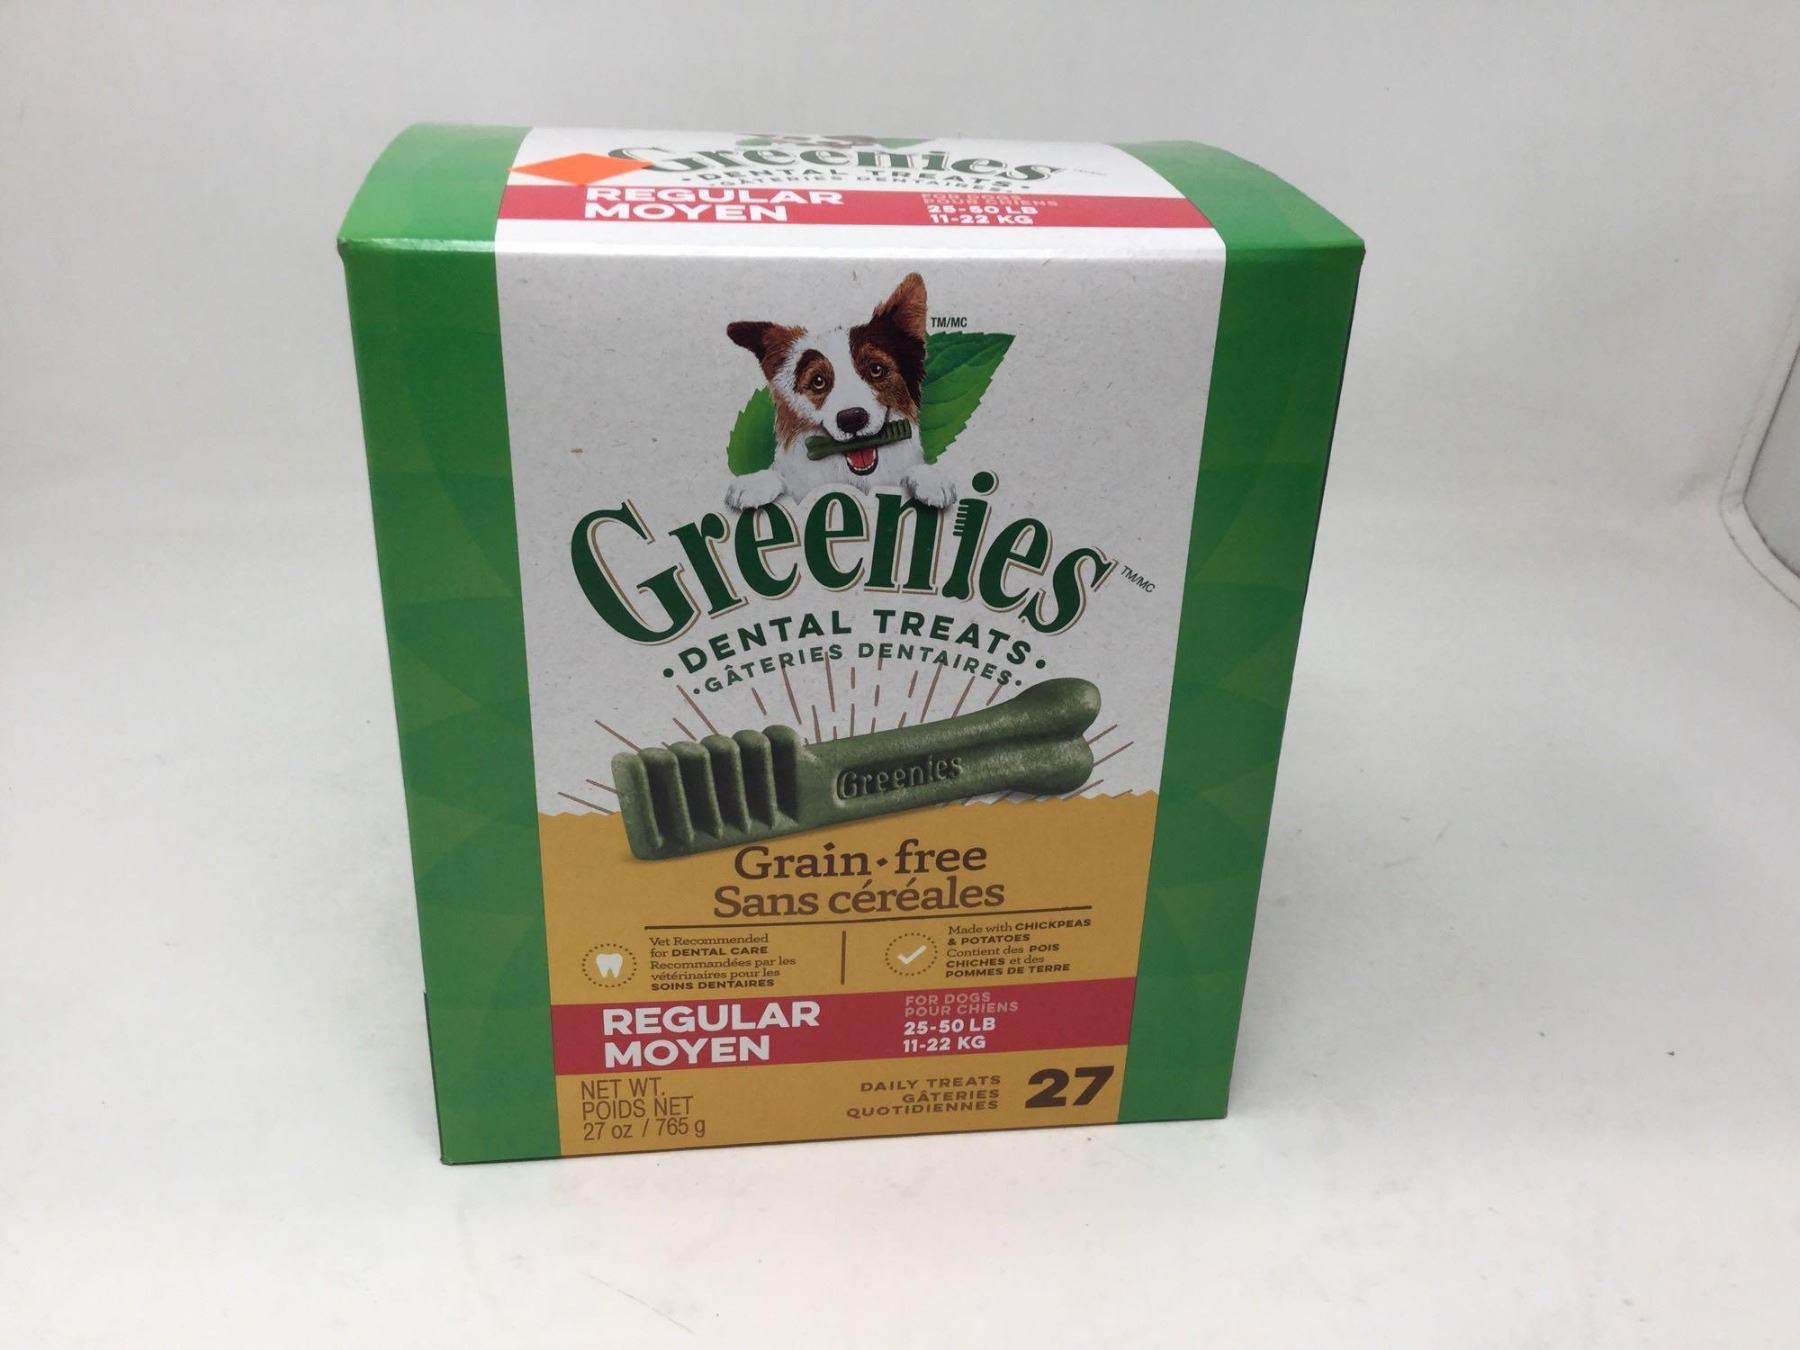 Greenies
• DENTAL TREATS •
• GÂTERIES DENTAIRES •
REGULAR
MOYEN
FOR DOGS
POUR CHIENS
25-50 LB
11-22 KG
TM/MC
Greenies TM/MC
• DENTAL TREATS •
• GÂTERIES DENTAIRES •
Greenies
Grain•free
Sans céréales
Vet Recommended
for DENTAL CARE
Recommandées par les
vétérinaires pour les
SOINS DENTAIRES
Made with CHICKPEAS
& POTATOES
Contient des POIS
CHICHES et des
POMMES DE TERRE
REGULAR
MOYEN
FOR DOGS
POUR CHIENS
25-50 LB
11-22 KG
NET WT.
POIDS NET
27 oz / 765 g
DAILY TREATS
GÂTERIES
QUOTIDIENNES
27